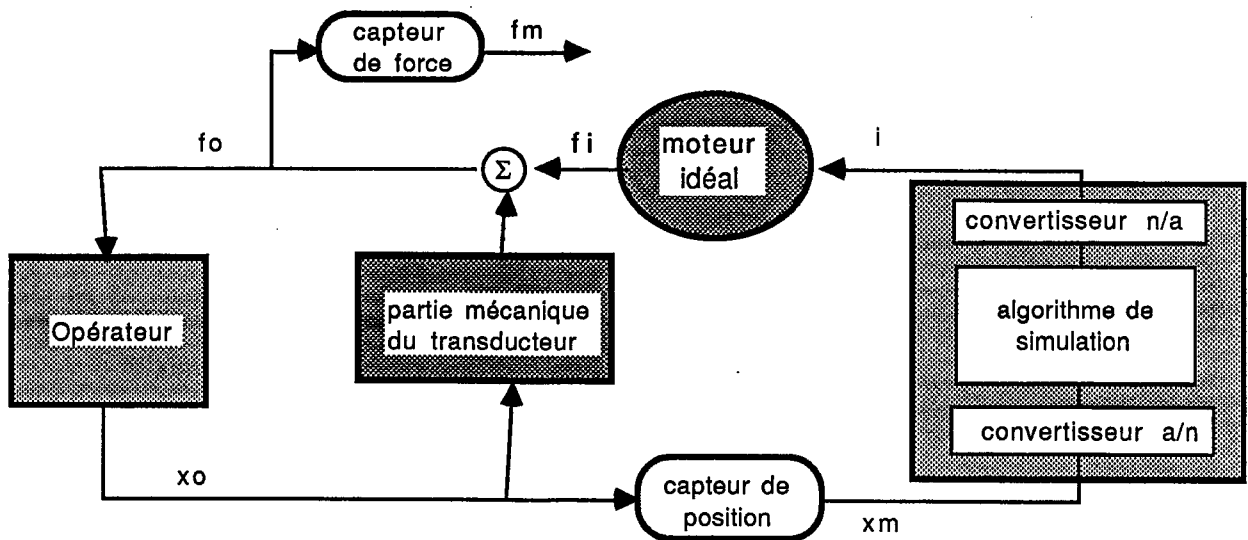 capteur
de force
fm
fo
fi
Σ
moteur
idéal
i
convertisseur n/a
Opérateur
partie mécanique
du transducteur
algorithme de
simulation
convertisseur a/n
xo
capteur de
position
xm